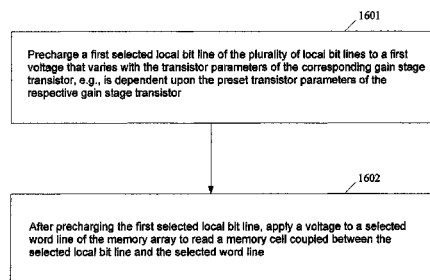 1601
Precharge a first selected local bit line of the plurality of local bit lines to a first
voltage that varies with the transistor parameters of the corresponding gain stage
transistor, e.g., is dependent upon the preset transistor parameters of the
respective gain stage transistor
1602
After precharging the first selected local bit line, apply a voltage to a selected
word line of the memory array to read a memory cell coupled between the
selected local bit line and the selected word line